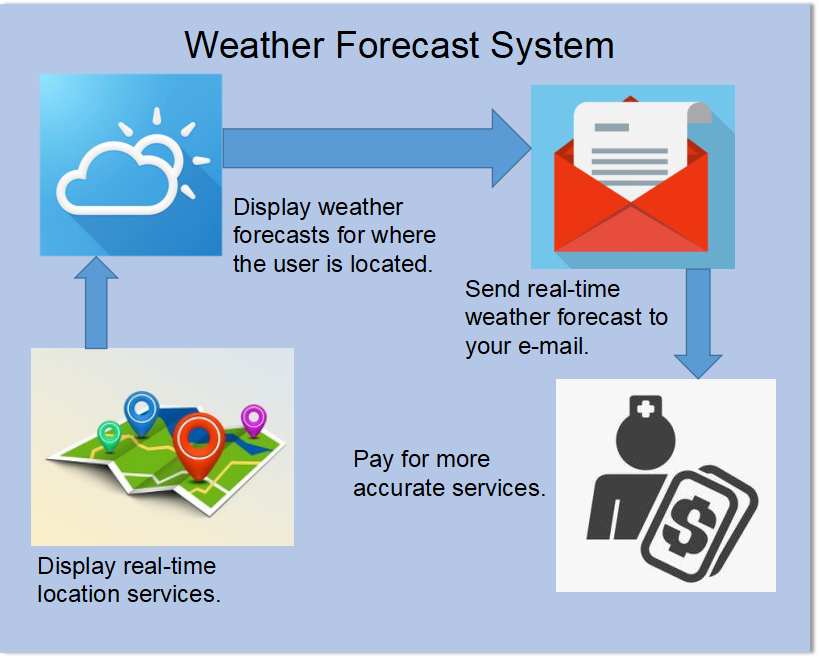 Weather Forecast System
Display weather
forecasts for where
the user is located.
Send real-time
weather forecast to
your e-mail.
Pay for more
accurate services.
$
Display real-time
location services.